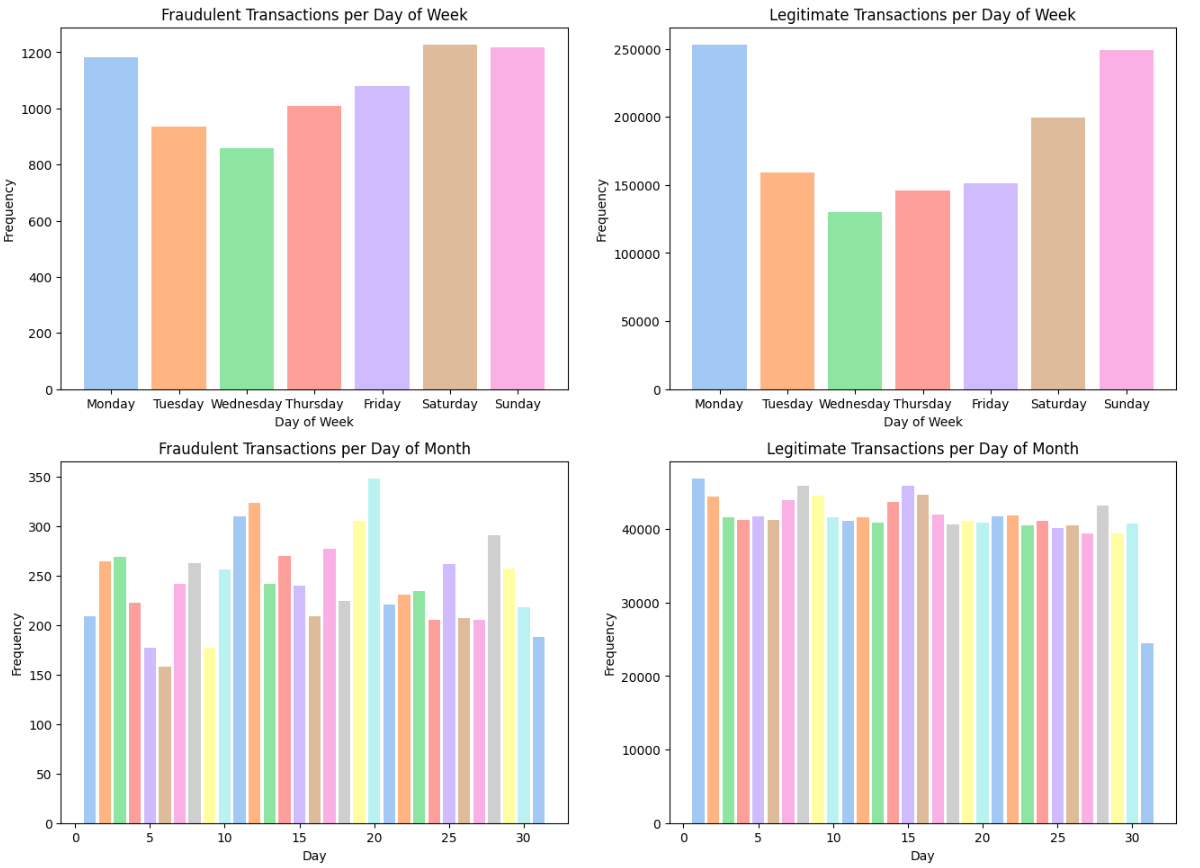 Fraudulent Transactions per Day of Week
Frequency
1200
1000
800
600
400
200
0
Monday Tuesday Wednesday Thursday Friday Saturday Sunday
Day of Week
Legitimate Transactions per Day of Week
Frequency
250000
200000
150000
100000
50000
0
Monday Tuesday Wednesday Thursday Friday Saturday Sunday
Day of Week
Fraudulent Transactions per Day of Month
Frequency
350
300
250
200
150
100
50
0
0 5 10 15 20 25 30
Day
Legitimate Transactions per Day of Month
Frequency
40000
30000
20000
10000
0
0 5 10 15 20 25 30
Day